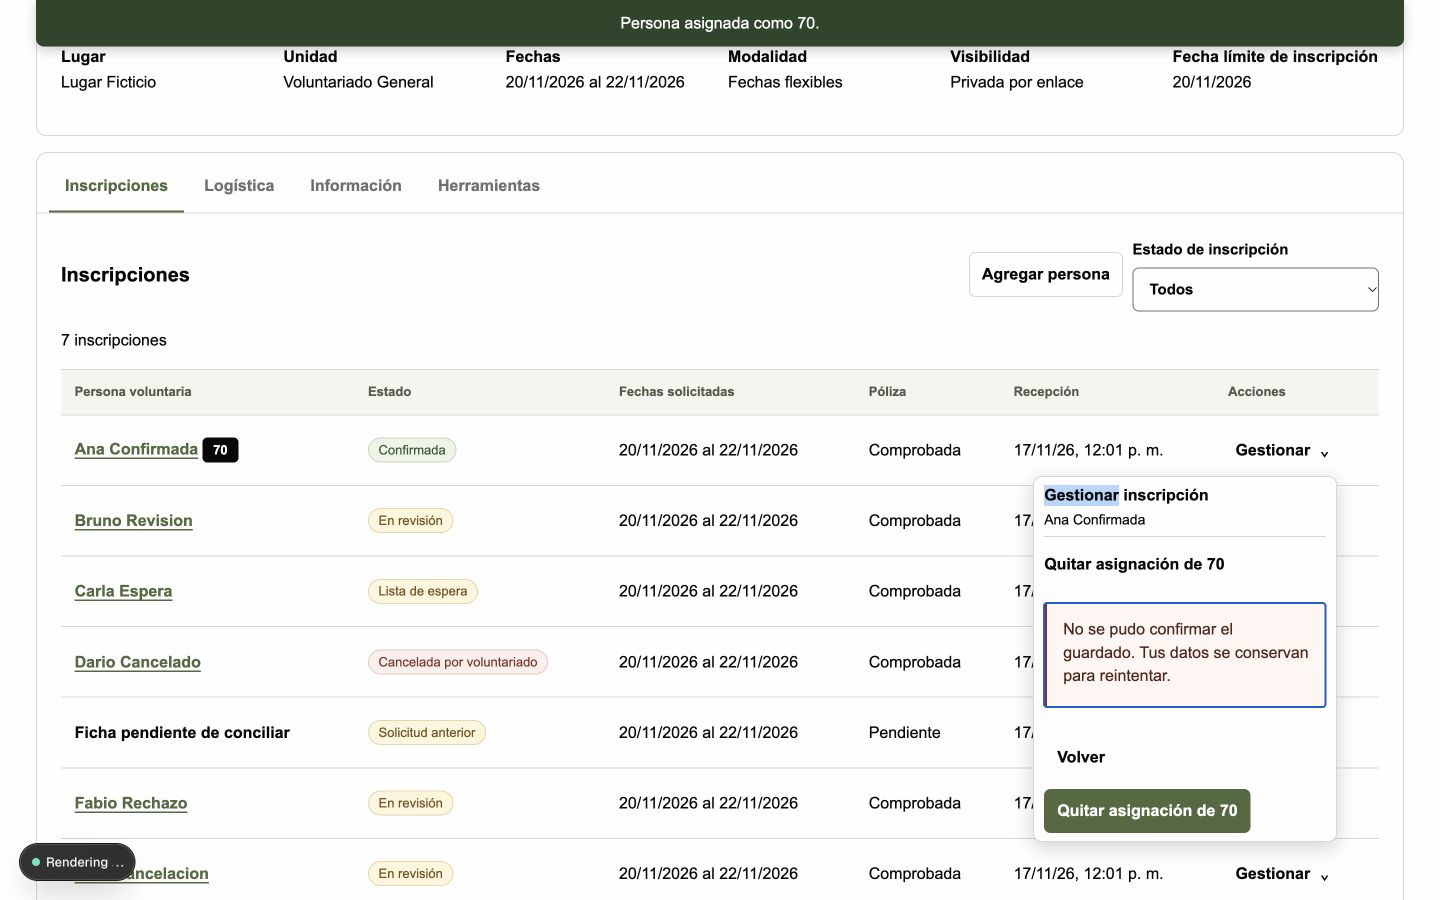 Persona asignada como 70.
Lugar
Unidad
Fechas
Modalidad
Visibilidad
Fecha límite de inscripción
Lugar Ficticio
Voluntariado General
20/11/2026 al 22/11/2026
Fechas flexibles
Privada por enlace
20/11/2026
Inscripciones
Logística
Información
Herramientas
Inscripciones
Agregar persona
Estado de inscripción
Todos
7 inscripciones
Persona voluntaria
Estado
Fechas solicitadas
Póliza
Recepción
Acciones
Ana Confirmada 70
Confirmada
20/11/2026 al 22/11/2026
Comprobada
17/11/26, 12:01 p. m.
Gestionar
Bruno Revision
En revisión
20/11/2026 al 22/11/2026
Comprobada
17/
Carla Espera
Lista de espera
20/11/2026 al 22/11/2026
Comprobada
17/
Dario Cancelado
Cancelada por voluntariado
20/11/2026 al 22/11/2026
Comprobada
17/
Ficha pendiente de conciliar
Solicitud anterior
20/11/2026 al 22/11/2026
Pendiente
17/
Fabio Rechazo
En revisión
20/11/2026 al 22/11/2026
Comprobada
17/
ancelacion
En revisión
20/11/2026 al 22/11/2026
Comprobada
17/11/26, 12:01 p. m.
Gestionar
Gestionar inscripción
Ana Confirmada
Quitar asignación de 70
No se pudo confirmar el
guardado. Tus datos se conservan
para reintentar.
Volver
Quitar asignación de 70
Rendering ...